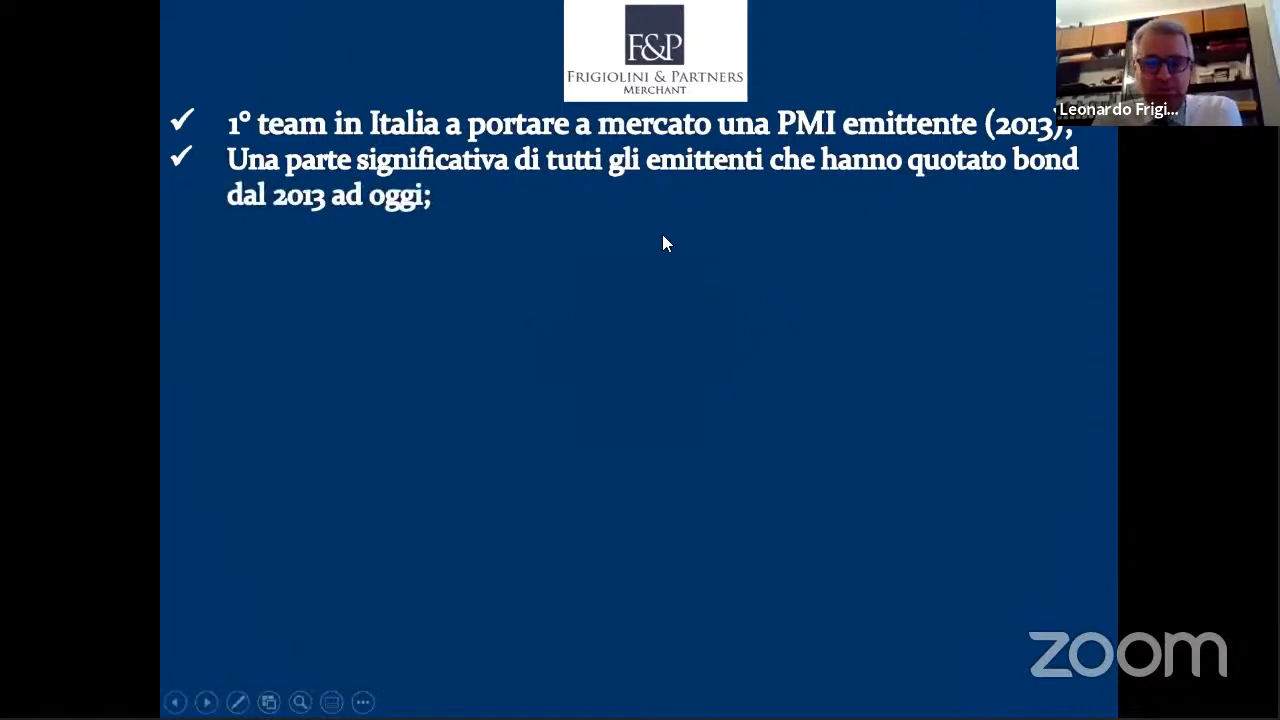 F&P
FRIGIOLINI & PARTNERS
MERCHANT
Leonardo Frigi...
1° team in Italia a portare a mercato una PMI emittente (2013);
Una parte significativa di tutti gli emittenti che hanno quotato bond
dal 2013 ad oggi;
zoom